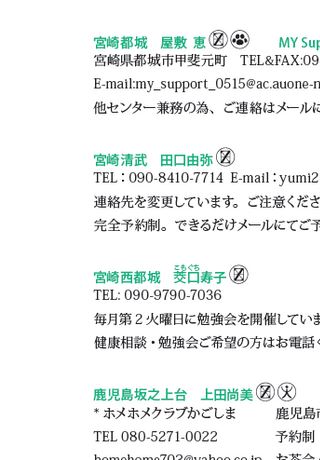 宮崎都城　屋敷 恵　MY Sup
宮崎県都城市甲斐元町　TEL&FAX:09
E-mail:my_support_0515@ac.auone-n
他センター兼務の為、ご連絡はメールに
宮崎清武　田口由弥
TEL：090-8410-7714 E-mail：yumi2
連絡先を変更しています。ご注意くださ
完全予約制。できるだけメールにてご予
こもぐち
宮崎西都城　茭口寿子
TEL: 090-9790-7036
毎月第２火曜日に勉強会を開催していま
健康相談・勉強会ご希望の方はお電話く
鹿児島坂之上台　上田尚美
* ホメホメクラブかごしま　鹿児島市
TEL 080-5271-0022　予約制
homehome702@yahoo.co.jp　お茶会